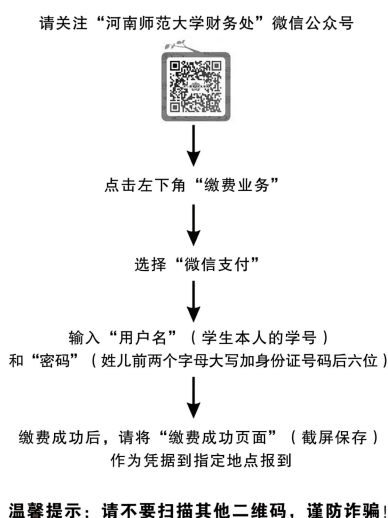 请关注“河南师范大学财务处”微信公众号
点击左下角“缴费业务”
选择“微信支付”
输入“用户名”（学生本人的学号）
和“密码”（姓儿前两个字母大写加身份证号码后六位）
缴费成功后，请将“缴费成功页面”（截屏保存）
作为凭据到指定地点报到
温馨提示：请不要扫描其他二维码，谨防诈骗！